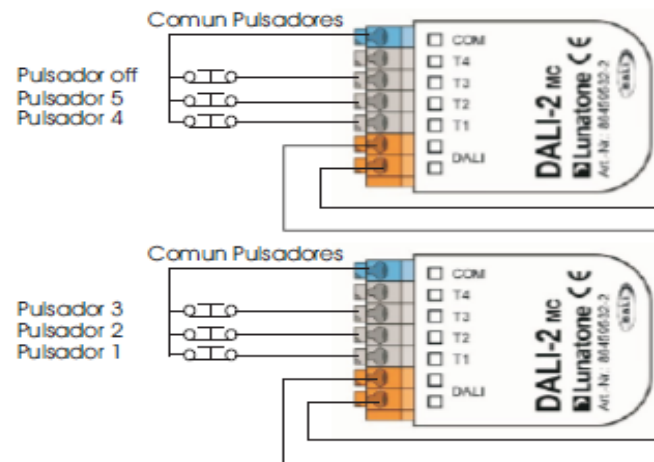 Comun Pulsadores
Pulsador off
Pulsador 5
Pulsador 4
COM
T4
T3
T2
T1
DALI
DALI-2 MC
Lunatone CE
Art.-Nr.: 86459532-2
Comun Pulsadores
Pulsador 3
Pulsador 2
Pulsador 1
COM
T4
T3
T2
T1
DALI
DALI-2 MC
Lunatone CE
Art.-Nr.: 86459532-2